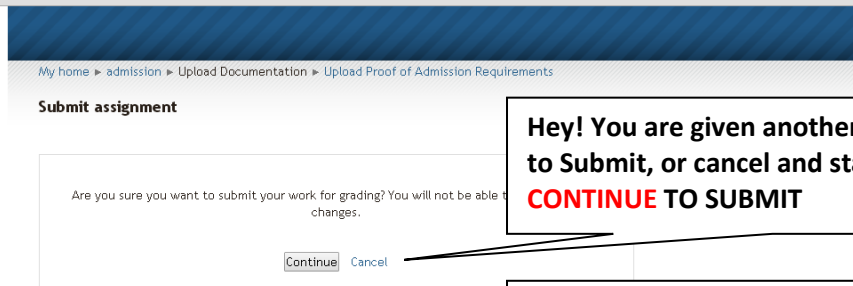 My home ► admission ► Upload Documentation ► Upload Proof of Admission Requirements
Submit assignment
Hey! You are given another
to Submit, or cancel and
CONTINUE TO SUBMIT
Are you sure you want to submit your work for grading? You will not be able
changes.
Continue Cancel